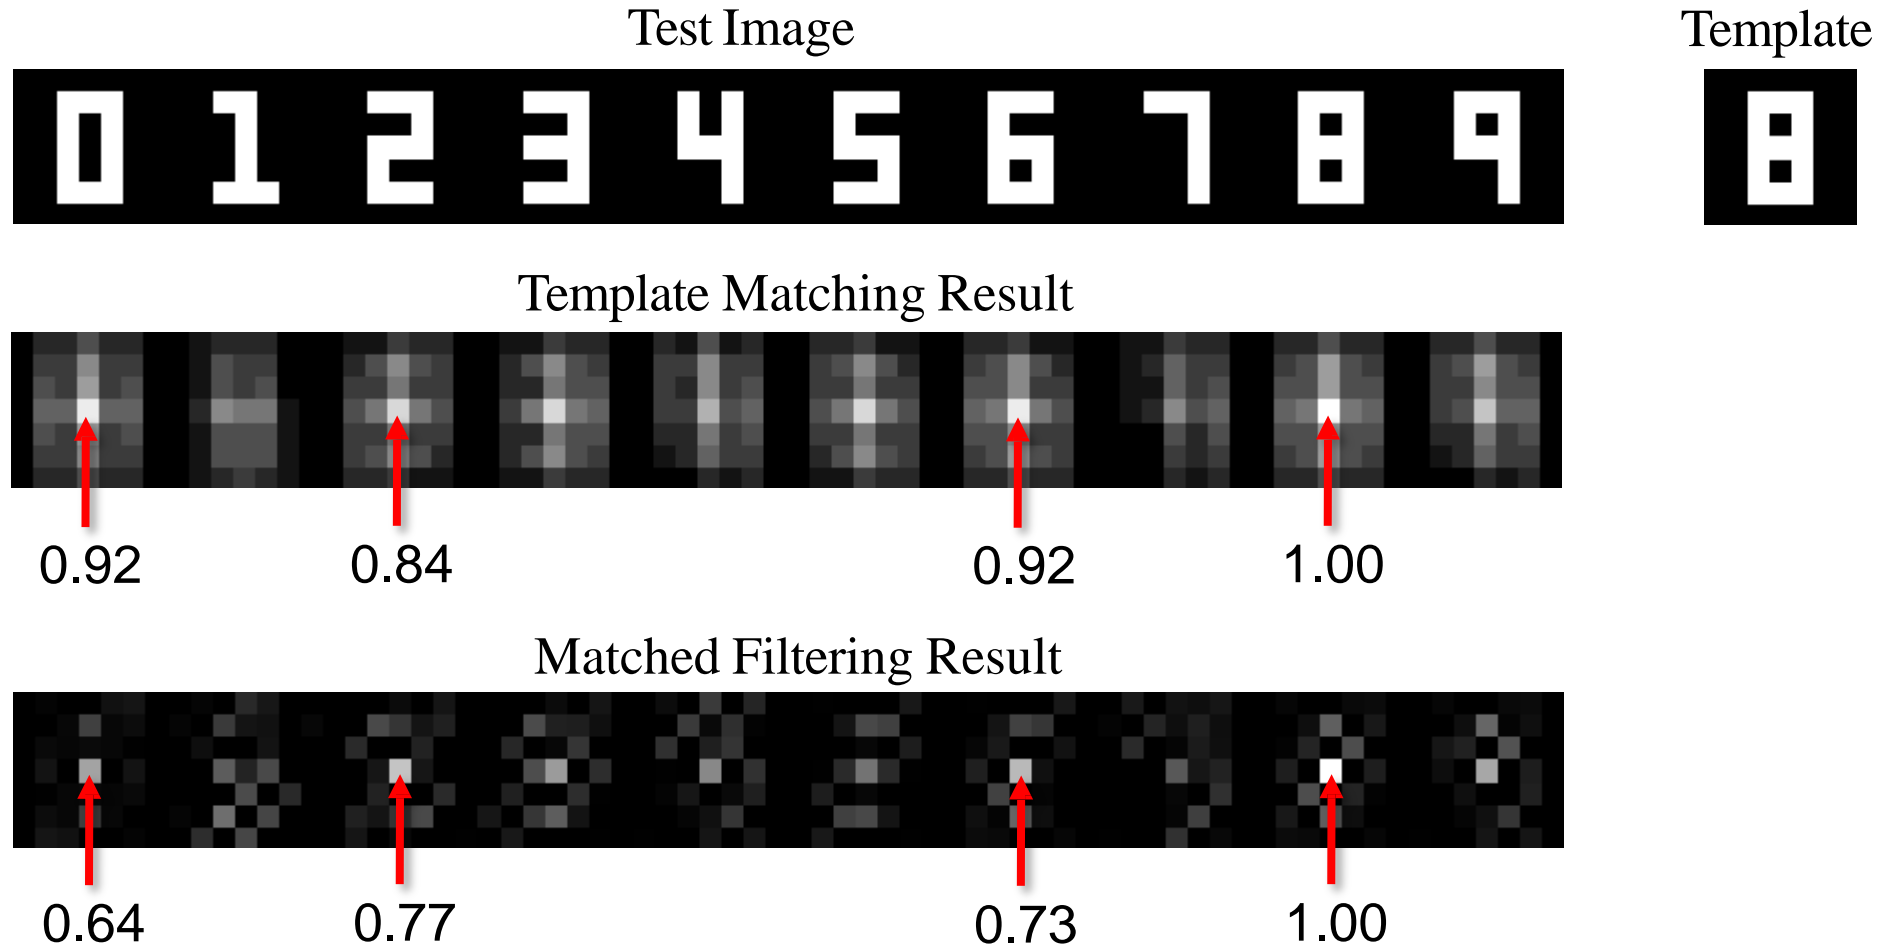 Test Image
Template
0 1 2 3 4 5 6 7 8 9
8
Template Matching Result
0.92 0.84 0.92 1.00
Matched Filtering Result
0.64 0.77 0.73 1.00